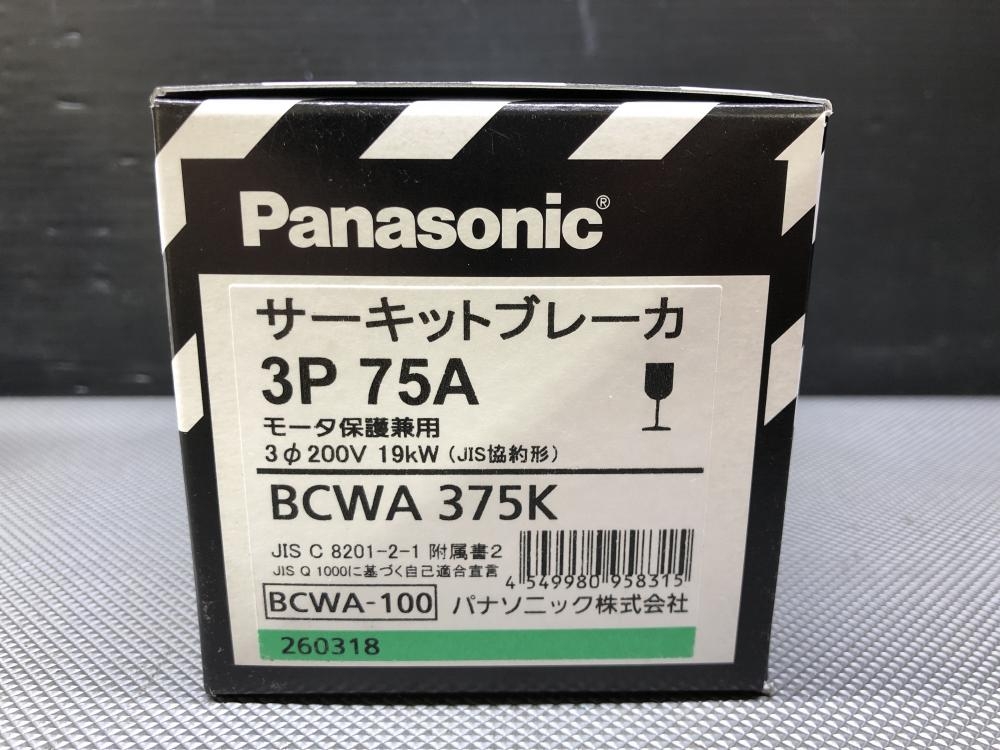 Panasonic®
サーキットブレーカ
3P 75A
モータ保護兼用
3φ200V 19kW (JIS協約形)
BCWA 375K
JIS C 8201-2-1 附属書2
JIS Q 1000に基づく自己適合宣言
4 549980 958315
BCWA-100 パナソニック株式会社
260318